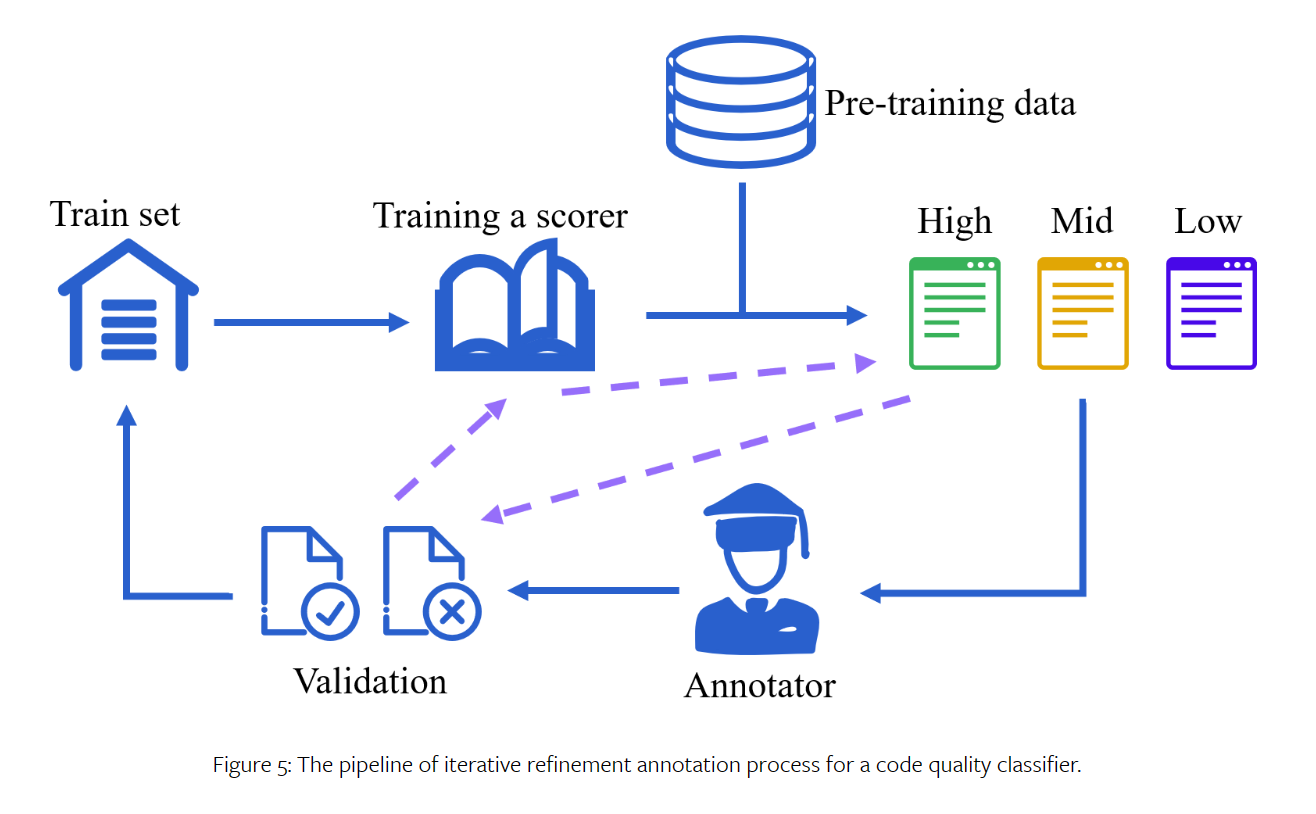 Pre-training data
Train set
Training a scorer
High
Mid
Low
Validation
Annotator
Figure 5: The pipeline of iterative refinement annotation process for a code quality classifier.